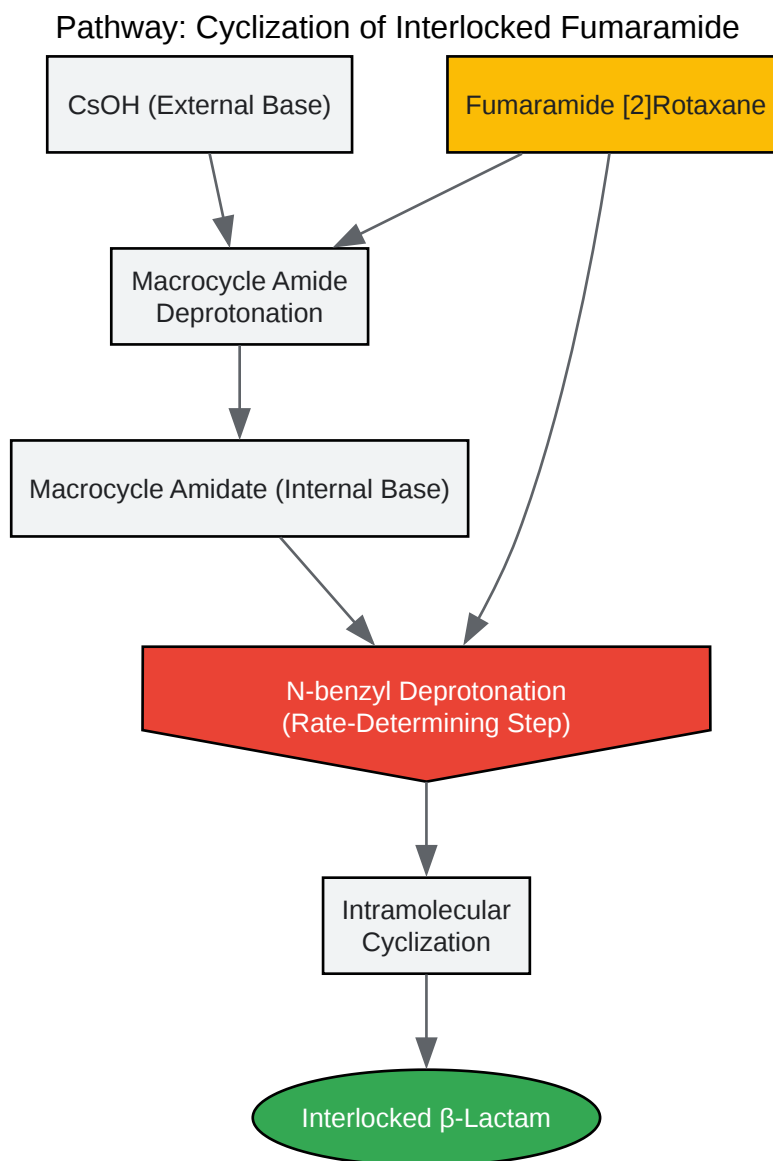 Pathway: Cyclization of Interlocked Fumaramide
CsOH (External Base)
Fumaramide [2]Rotaxane
Macrocycle Amide
Deprotonation
Macrocycle Amidate (Internal Base)
N-benzyl Deprotonation
(Rate-Determining Step)
Intramolecular
Cyclization
Interlocked β-Lactam